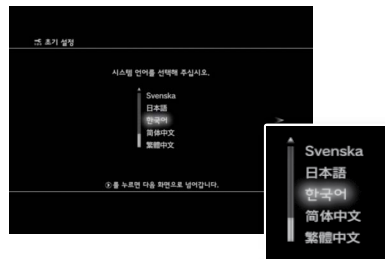 초기 설정
시스템 언어를 선택해 주십시오.
Svenska
日本語
한국어
简体中文
繁體中文
를 누르면 다음 화면으로 넘어갑니다.
Svenska
日本語
한국어
简体中文
繁體中文